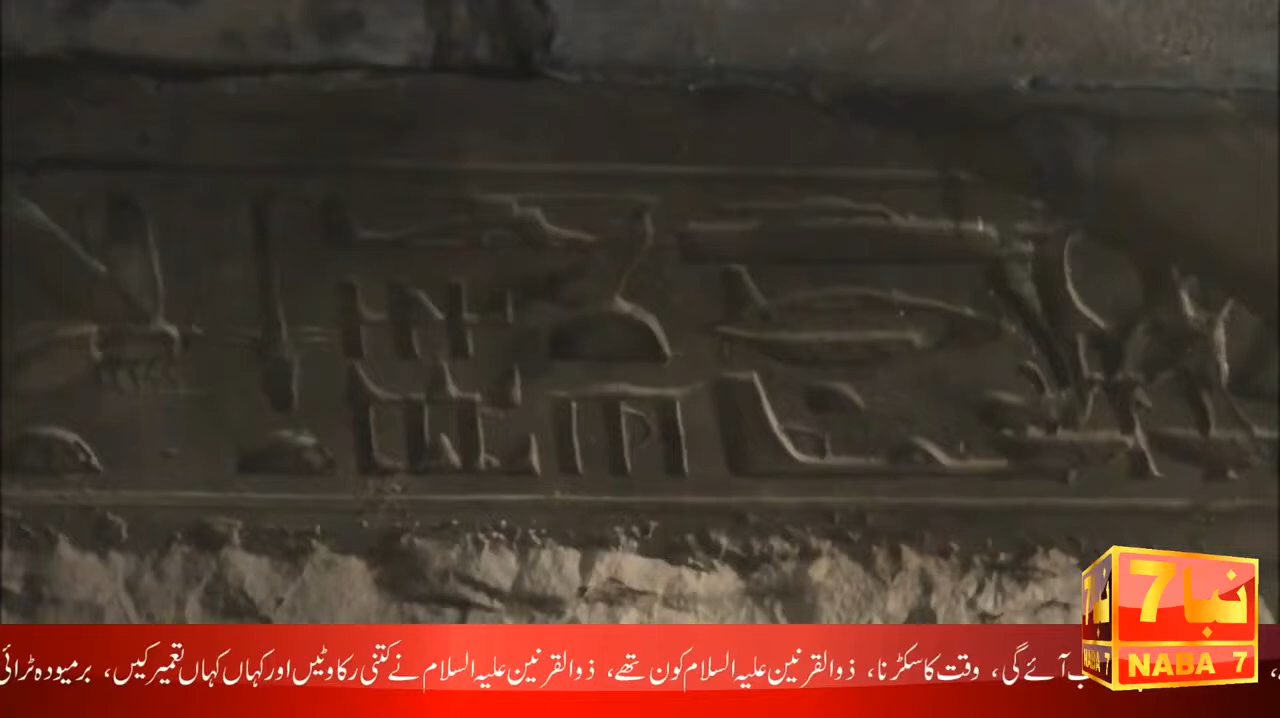 نبا 7
NABA 7
ب آئے گی، وقت کا سکڑنا، ذوالقرنین علیہ السلام کون تھے، ذوالقرنین علیہ السلام نے کتنی رکاوٹیں اور کہاں کہاں تعمیر کیں، برمیودہ ٹرائی